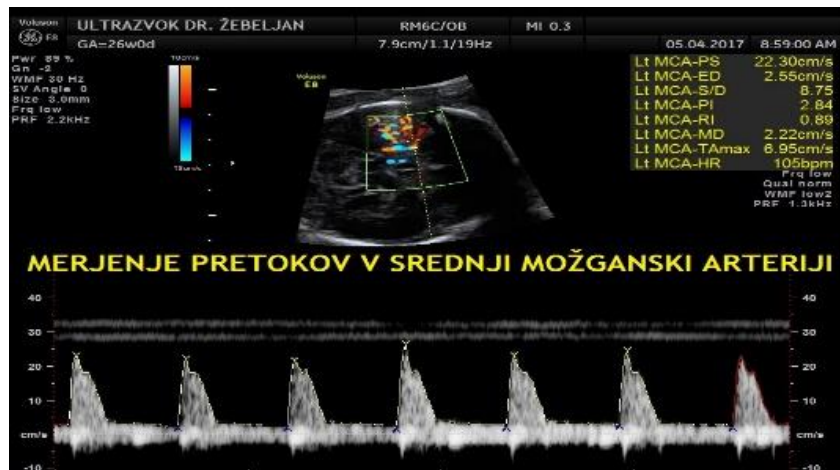 Voluson
E8
ULTRAZVOK DR. ŽEBELJAN
RM6C/OB
MI 0.3
GA=26w0d
7.9cm/1.1/19Hz
05.04.2017
8:59:00 AM
Pwr 89 %
Gn -2
WMF 30 Hz
SV Angle 0
Size 3.0mm
Frq low
PRF 2.2kHz
Voluson
E8
Lt MCA-PS 22.30cm/s
Lt MCA-ED 2.55cm/s
Lt MCA-S/D 8.75
Lt MCA-PI 2.84
Lt MCA-RI 0.89
Lt MCA-MD 2.22cm/s
Lt MCA-TAmax 6.95cm/s
Lt MCA-HR 105bpm
Frq low
Qual norm
WMF low2
PRF 1.3kHz
MERJENJE PRETOKOV V SREDNJI MOŽGANSKI ARTERIJI
40 40
30 30
20 20
10 10
cm/s cm/s
-10 -10